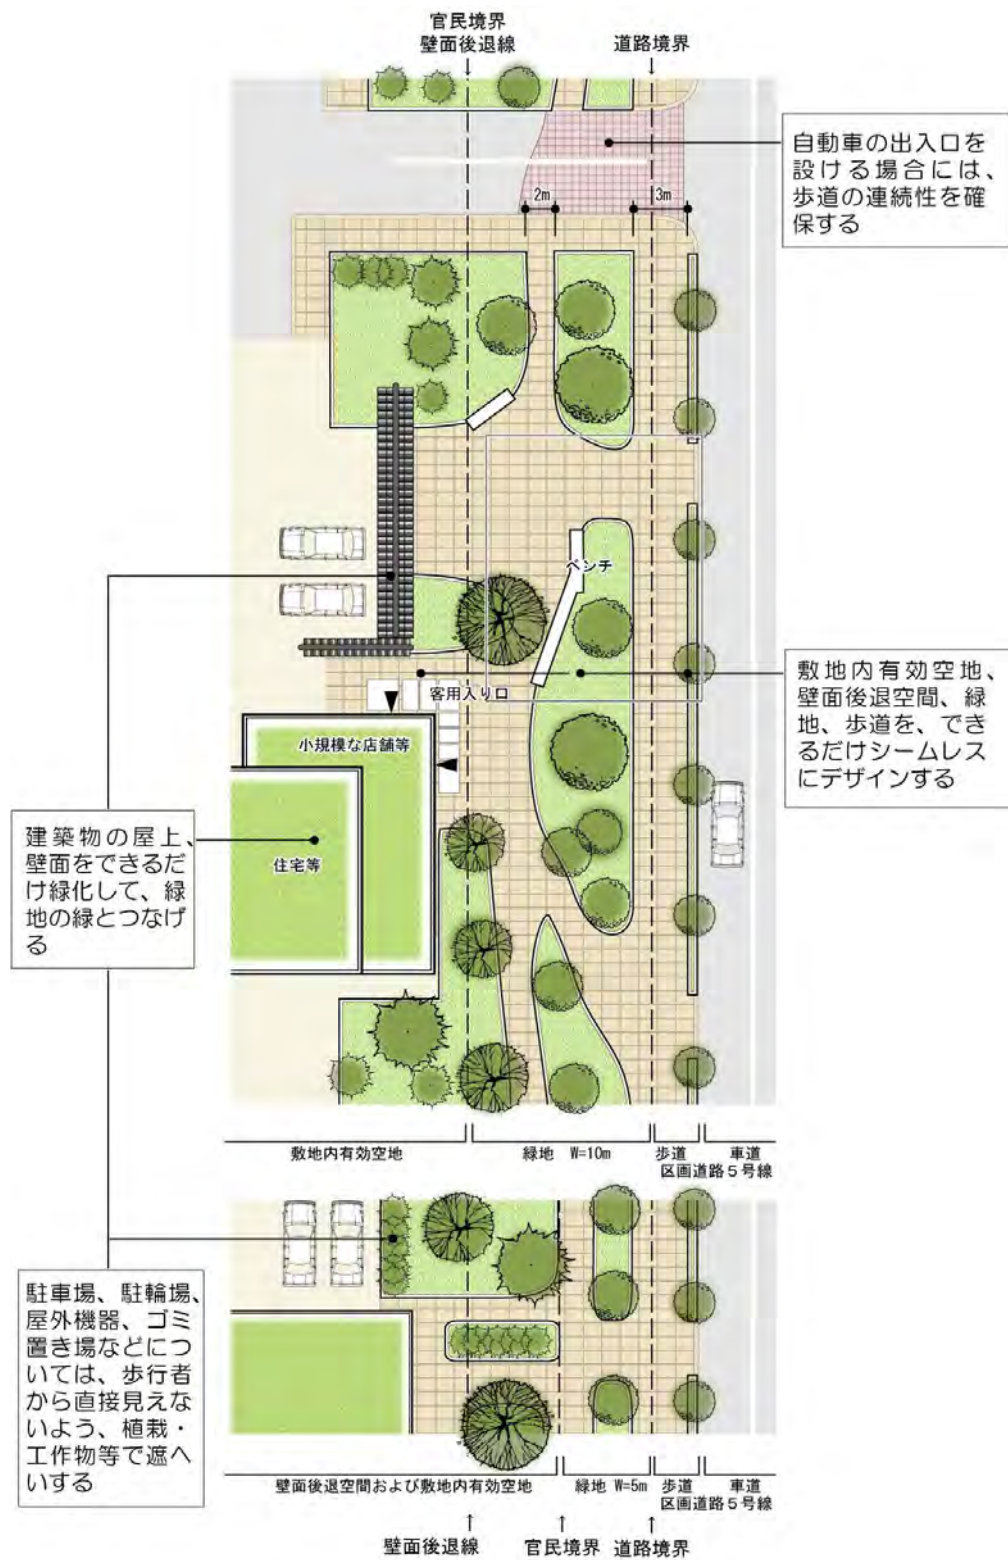 官民境界
壁面後退線
道路境界
自動車の出入口を
設ける場合には、
歩道の連続性を確
保する
2m
3m
ベンチ
敷地内有効空地、
壁面後退空間、緑
地、歩道を、でき
るだけシームレス
にデザインする
客用入り口
小規模な店舗等
住宅等
建築物の屋上、
壁面をできるだ
け緑化して、緑
地の緑とつなげ
る
敷地内有効空地
緑地 W=10m
歩道
車道
区画道路5号線
駐車場、駐輪場、
屋外機器、ゴミ
置き場などにつ
いては、歩行者
から直接見えな
いよう、植栽・
工作物等で遮へ
いする
壁面後退空間および敷地内有効空地
緑地 W=5m
歩道
車道
区画道路5号線
壁面後退線
官民境界
道路境界